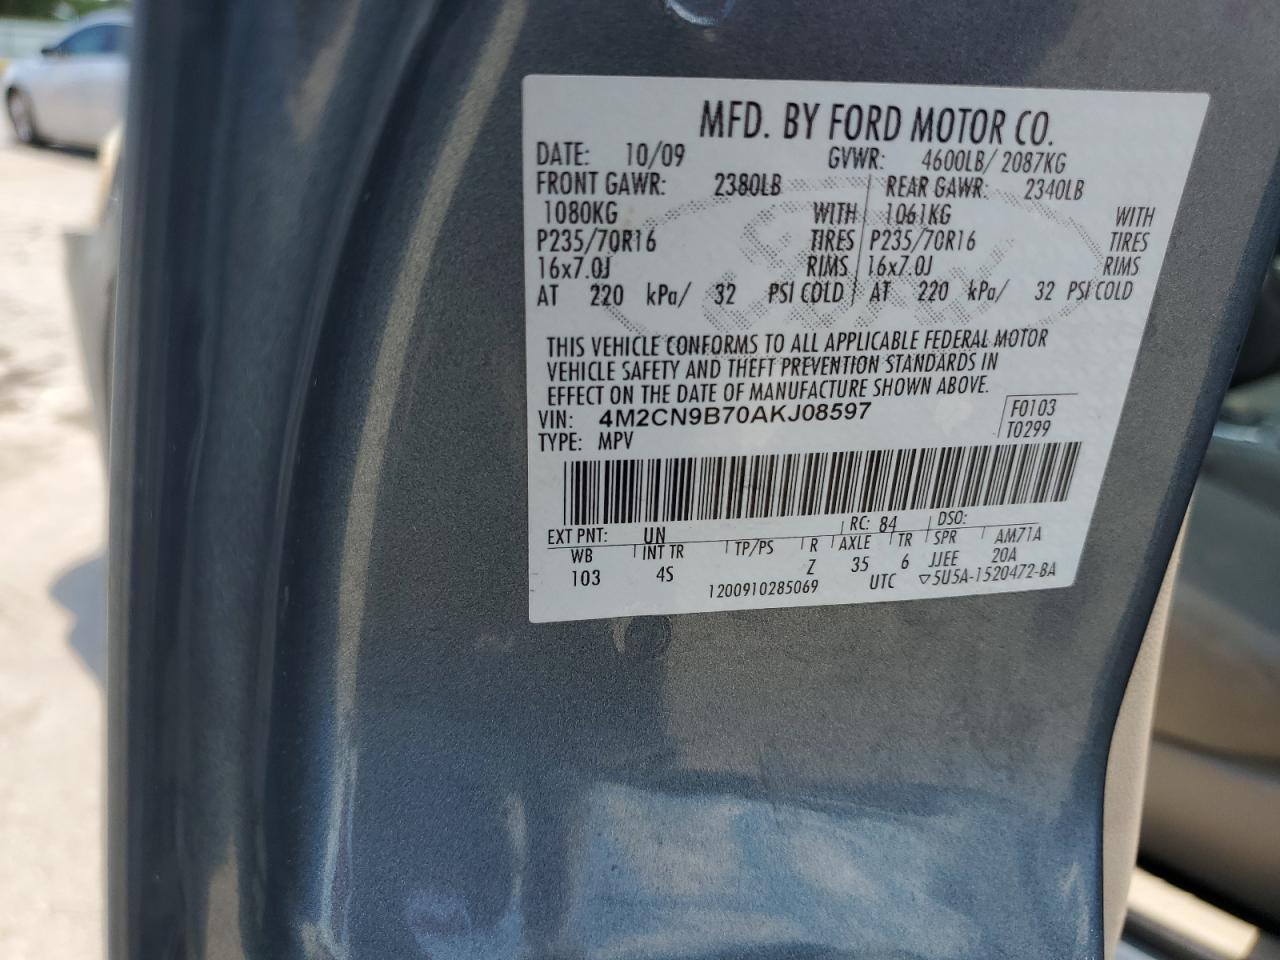 MFD. BY FORD MOTOR CO.
DATE: 10/09 GVWR: 4600LB/ 2087KG
FRONT GAWR: 2380LB REAR GAWR: 2340LB
1080KG WITH 1061KG WITH
P235/70R16 TIRES P235/70R16 TIRES
16x7.0J RIMS 16x7.0J RIMS
AT 220 kPa/ 32 PSI COLD AT 220 kPa/ 32 PSI COLD
THIS VEHICLE CONFORMS TO ALL APPLICABLE FEDERAL MOTOR
VEHICLE SAFETY AND THEFT PREVENTION STANDARDS IN
EFFECT ON THE DATE OF MANUFACTURE SHOWN ABOVE.
VIN: 4M2CN9B70AKJ08597 F0103
TYPE: MPV T0299
EXT PNT: UN RC: 84 DSO:
WB INT TR TP/PS R AXLE TR SPR AM71A
103 4S Z 35 6 JJEE 20A
1200910285069 UTC ▽5U5A-1520472-BA